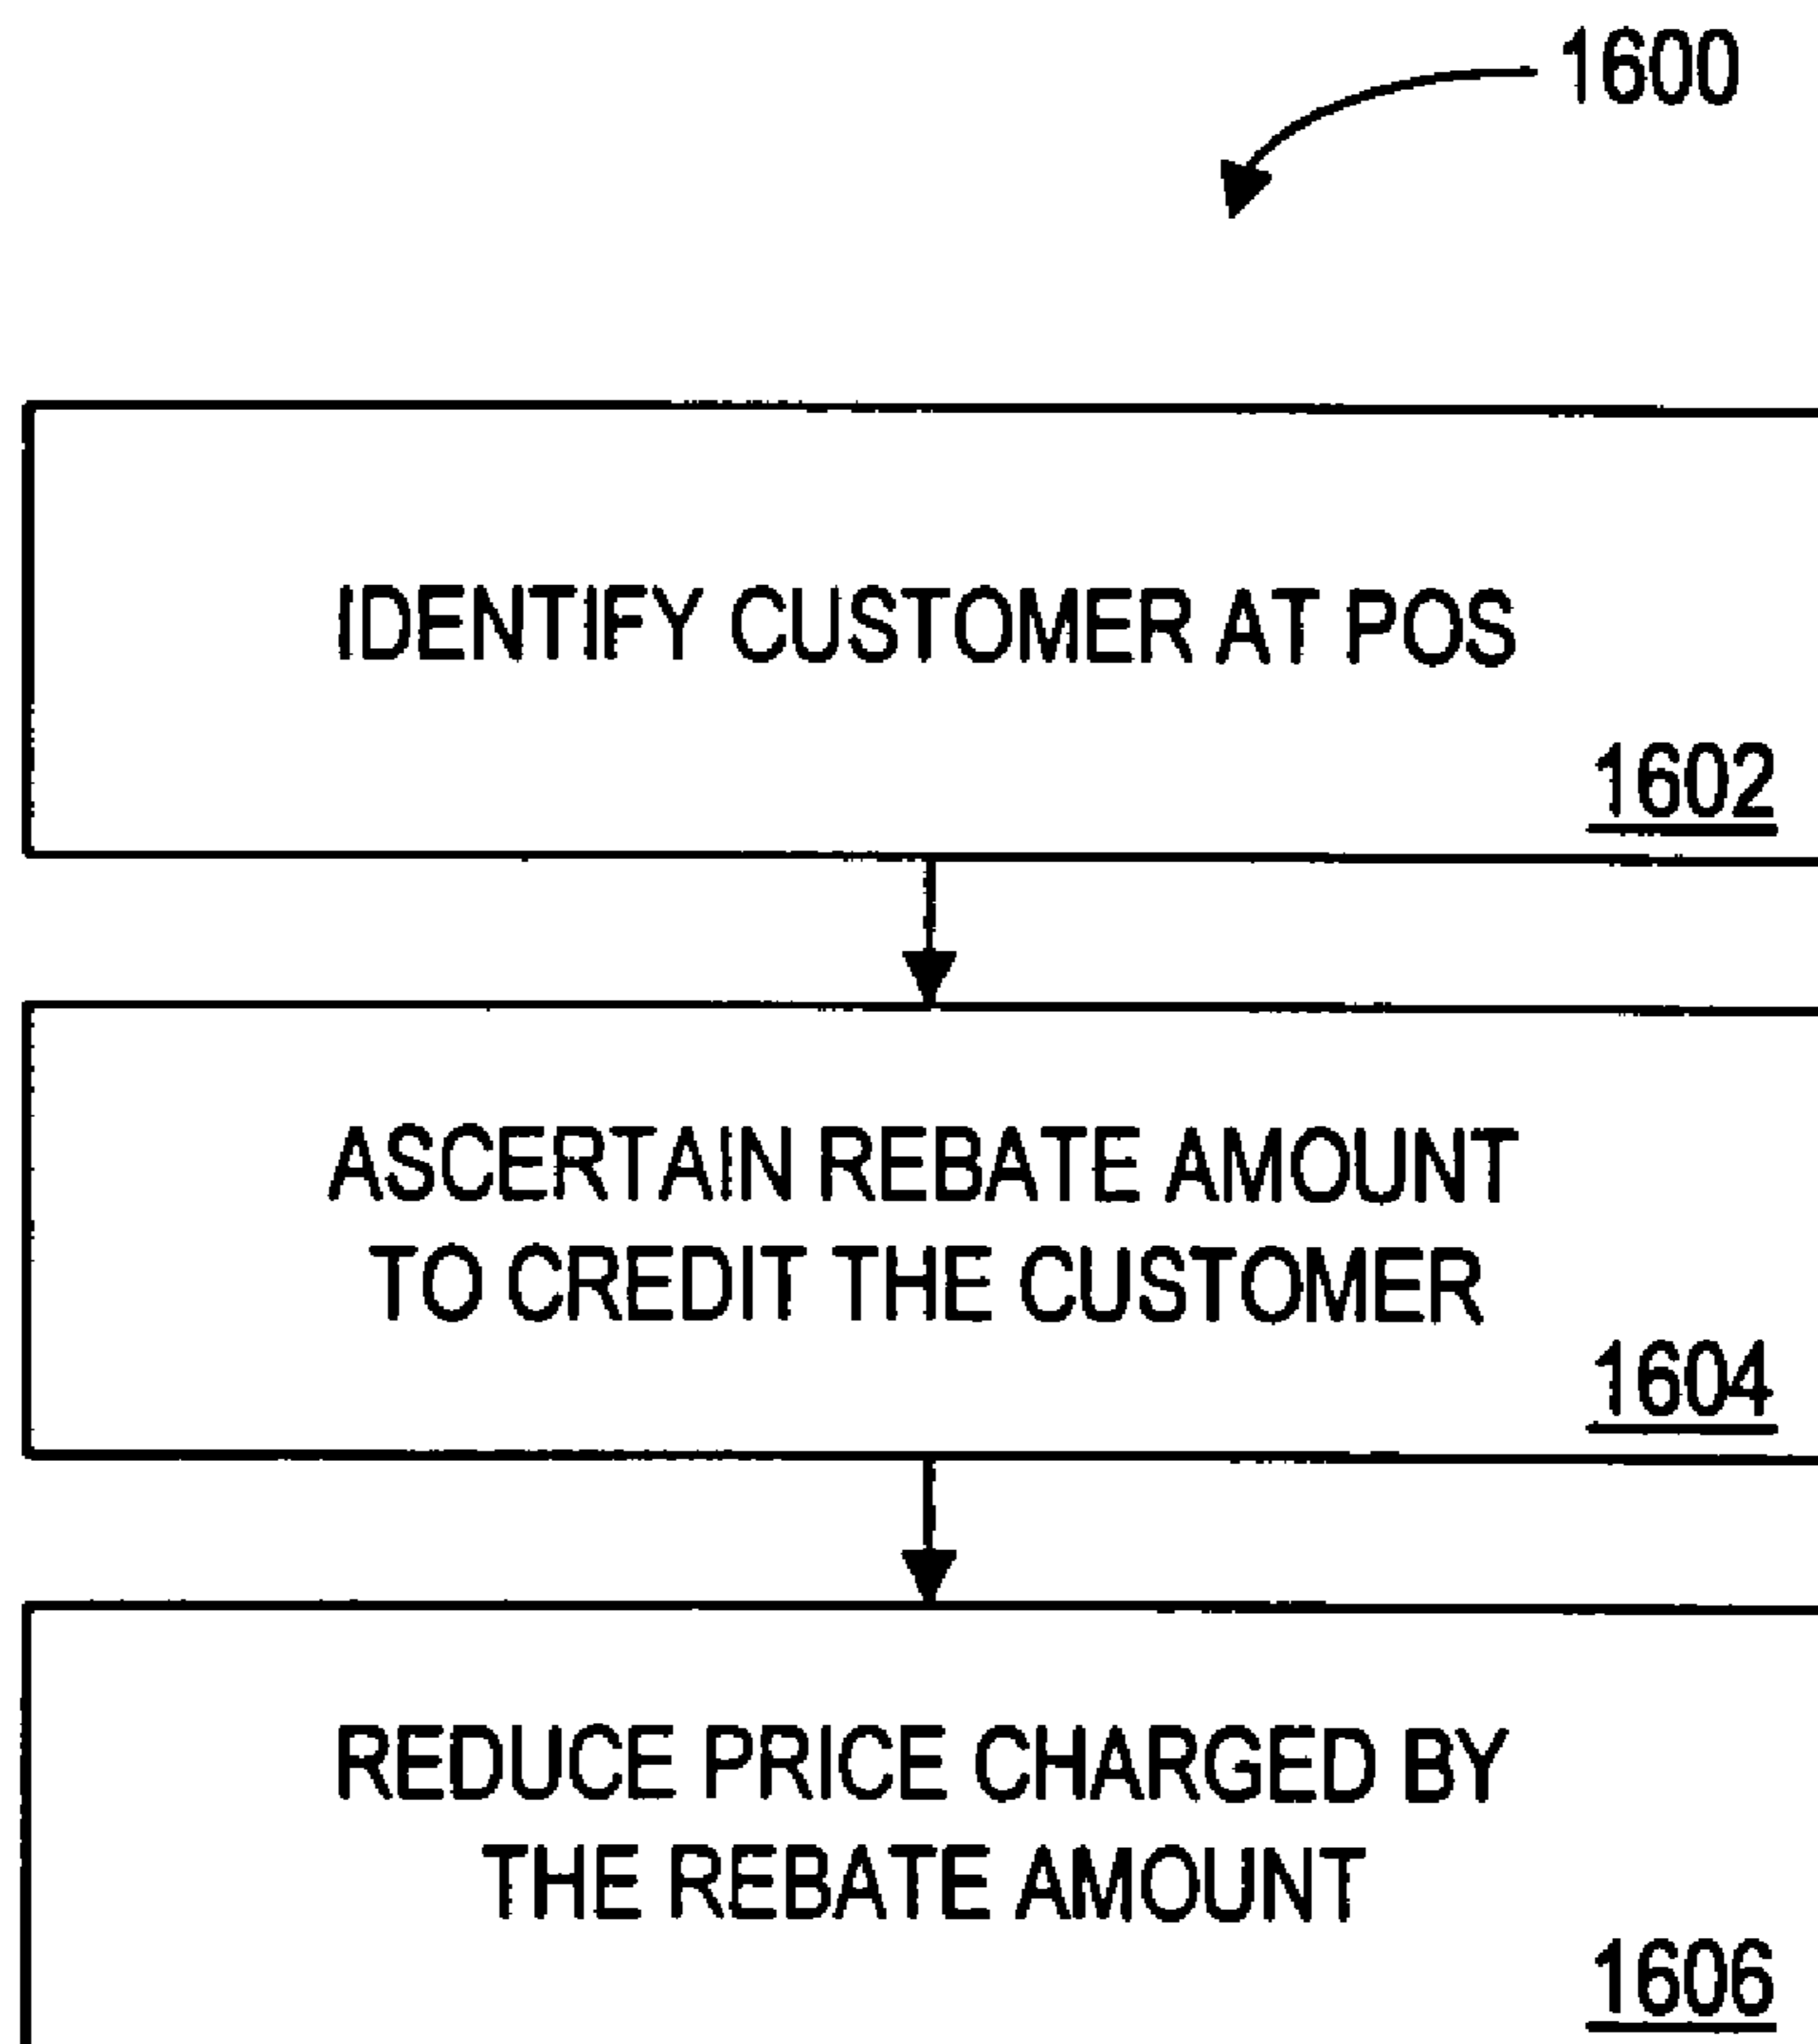 1600
IDENTIFY CUSTOMER AT POS
1602
ASCERTAIN REBATE AMOUNT
TO CREDIT THE CUSTOMER
1604
REDUCE PRICE CHARGED BY
THE REBATE AMOUNT
1606